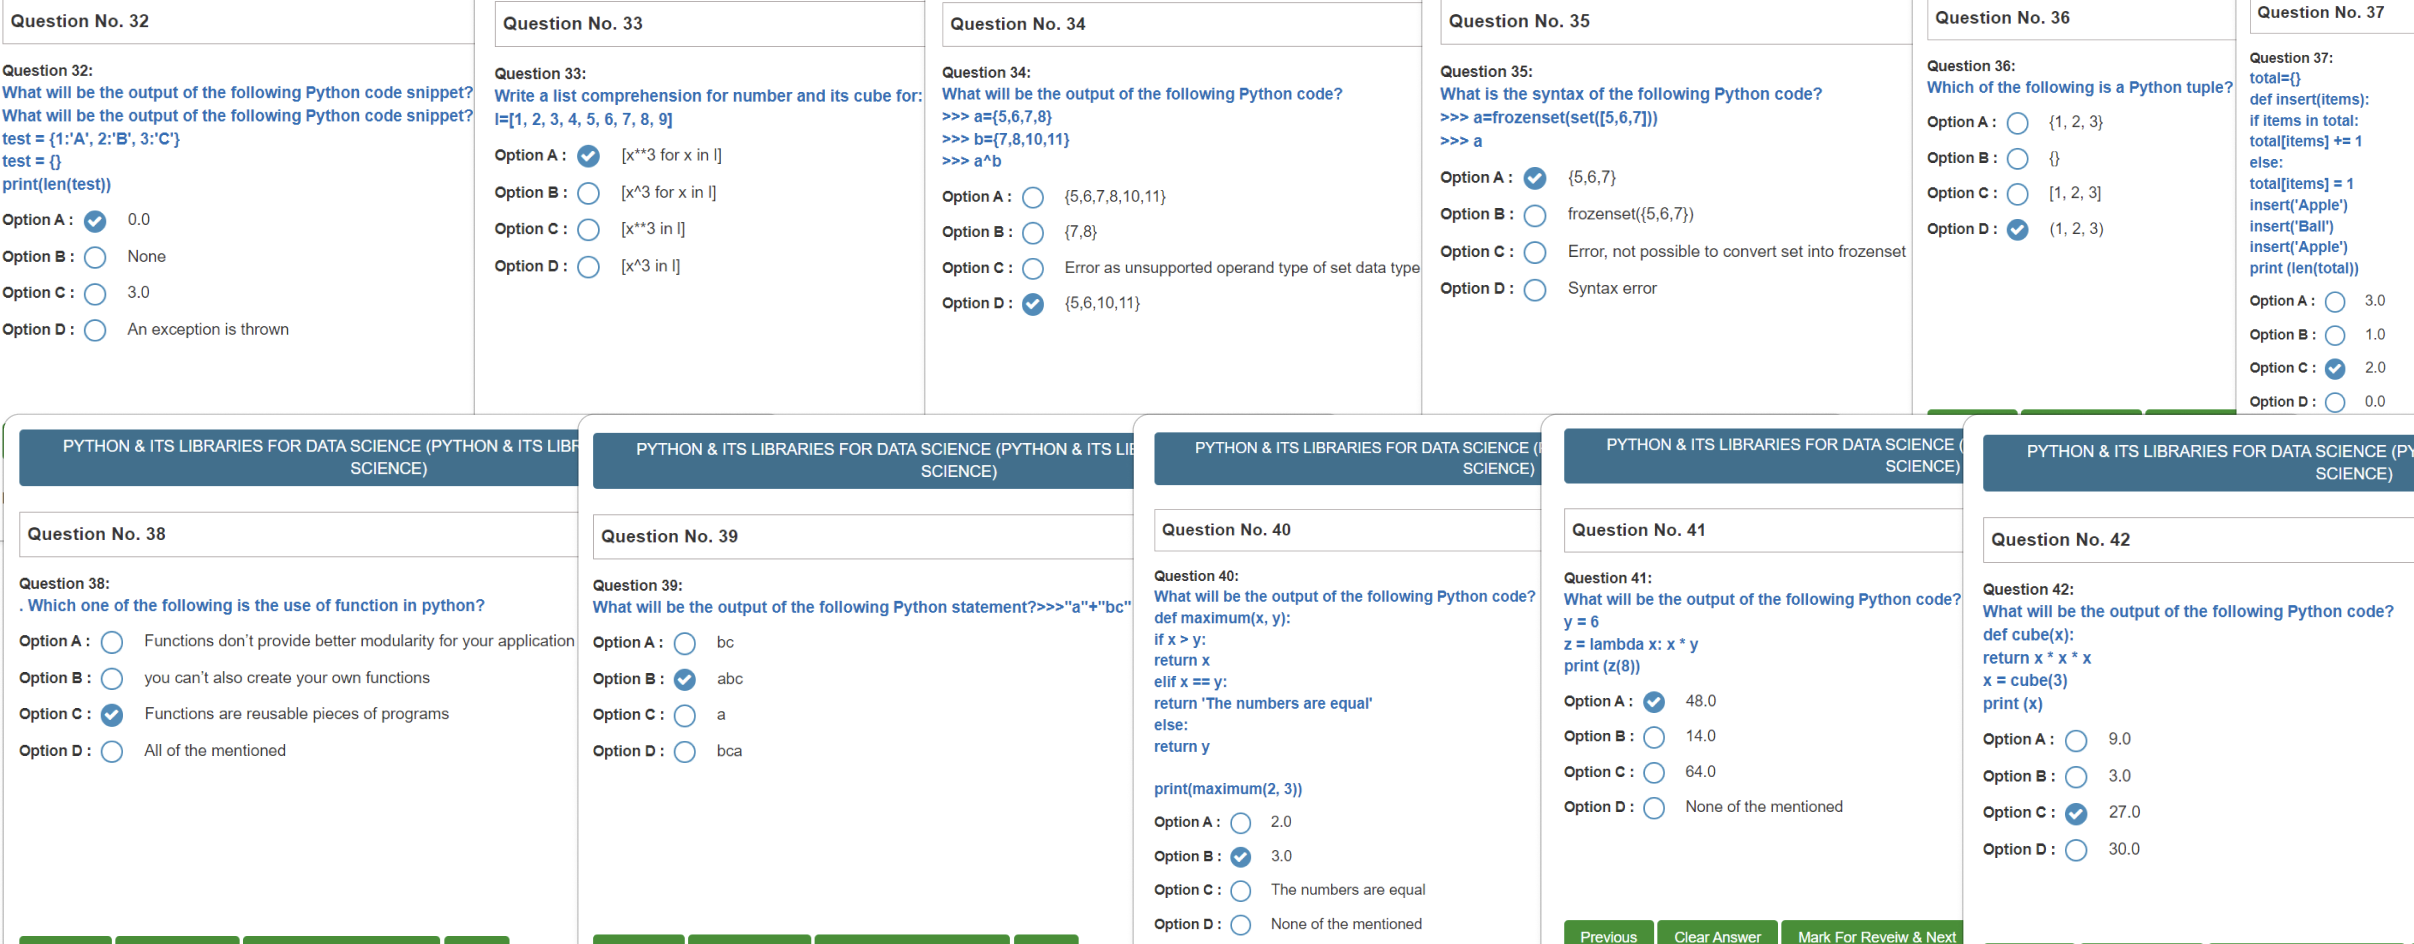 Question No. 32
Question 32:
What will be the output of the following Python code snippet?
What will be the output of the following Python code snippet?
test = {1:'A', 2:'B', 3:'C'}
test = {}
print(len(test))
Option A : 0.0
Option B : None
Option C : 3.0
Option D : An exception is thrown
Question No. 33
Question 33:
Write a list comprehension for number and its cube for:
l=[1, 2, 3, 4, 5, 6, 7, 8, 9]
Option A : [x**3 for x in l]
Option B : [x^3 for x in l]
Option C : [x**3 in l]
Option D : [x^3 in l]
Question No. 34
Question 34:
What will be the output of the following Python code?
>>> a={5,6,7,8}
>>> b={7,8,10,11}
>>> a^b
Option A : {5,6,7,8,10,11}
Option B : {7,8}
Option C : Error as unsupported operand type of set data type
Option D : {5,6,10,11}
Question No. 35
Question 35:
What is the syntax of the following Python code?
>>> a=frozenset(set([5,6,7]))
>>> a
Option A : {5,6,7}
Option B : frozenset({5,6,7})
Option C : Error, not possible to convert set into frozenset
Option D : Syntax error
Question No. 36
Question 36:
Which of the following is a Python tuple?
Option A : {1, 2, 3}
Option B : {}
Option C : [1, 2, 3]
Option D : (1, 2, 3)
Question No. 37
Question 37:
total={}
def insert(items):
if items in total:
total[items] += 1
else:
total[items] = 1
insert('Apple')
insert('Ball')
insert('Apple')
print (len(total))
Option A : 3.0
Option B : 1.0
Option C : 2.0
Option D : 0.0
PYTHON & ITS LIBRARIES FOR DATA SCIENCE (PYTHON & ITS LIBR
SCIENCE)
Question No. 38
Question 38:
. Which one of the following is the use of function in python?
Option A : Functions don’t provide better modularity for your application
Option B : you can’t also create your own functions
Option C : Functions are reusable pieces of programs
Option D : All of the mentioned
PYTHON & ITS LIBRARIES FOR DATA SCIENCE (PYTHON & ITS LIB
SCIENCE)
Question No. 39
Question 39:
What will be the output of the following Python statement?>>>"a"+"bc"
Option A : bc
Option B : abc
Option C : a
Option D : bca
PYTHON & ITS LIBRARIES FOR DATA SCIENCE (P
SCIENCE)
Question No. 40
Question 40:
What will be the output of the following Python code?
def maximum(x, y):
if x > y:
return x
elif x == y:
return 'The numbers are equal'
else:
return y
print(maximum(2, 3))
Option A : 2.0
Option B : 3.0
Option C : The numbers are equal
Option D : None of the mentioned
PYTHON & ITS LIBRARIES FOR DATA SCIENCE (
SCIENCE)
Question No. 41
Question 41:
What will be the output of the following Python code?
y = 6
z = lambda x: x * y
print (z(8))
Option A : 48.0
Option B : 14.0
Option C : 64.0
Option D : None of the mentioned
Previous Clear Answer Mark For Reveiw & Next
PYTHON & ITS LIBRARIES FOR DATA SCIENCE (PY
SCIENCE)
Question No. 42
Question 42:
What will be the output of the following Python code?
def cube(x):
return x * x * x
x = cube(3)
print (x)
Option A : 9.0
Option B : 3.0
Option C : 27.0
Option D : 30.0